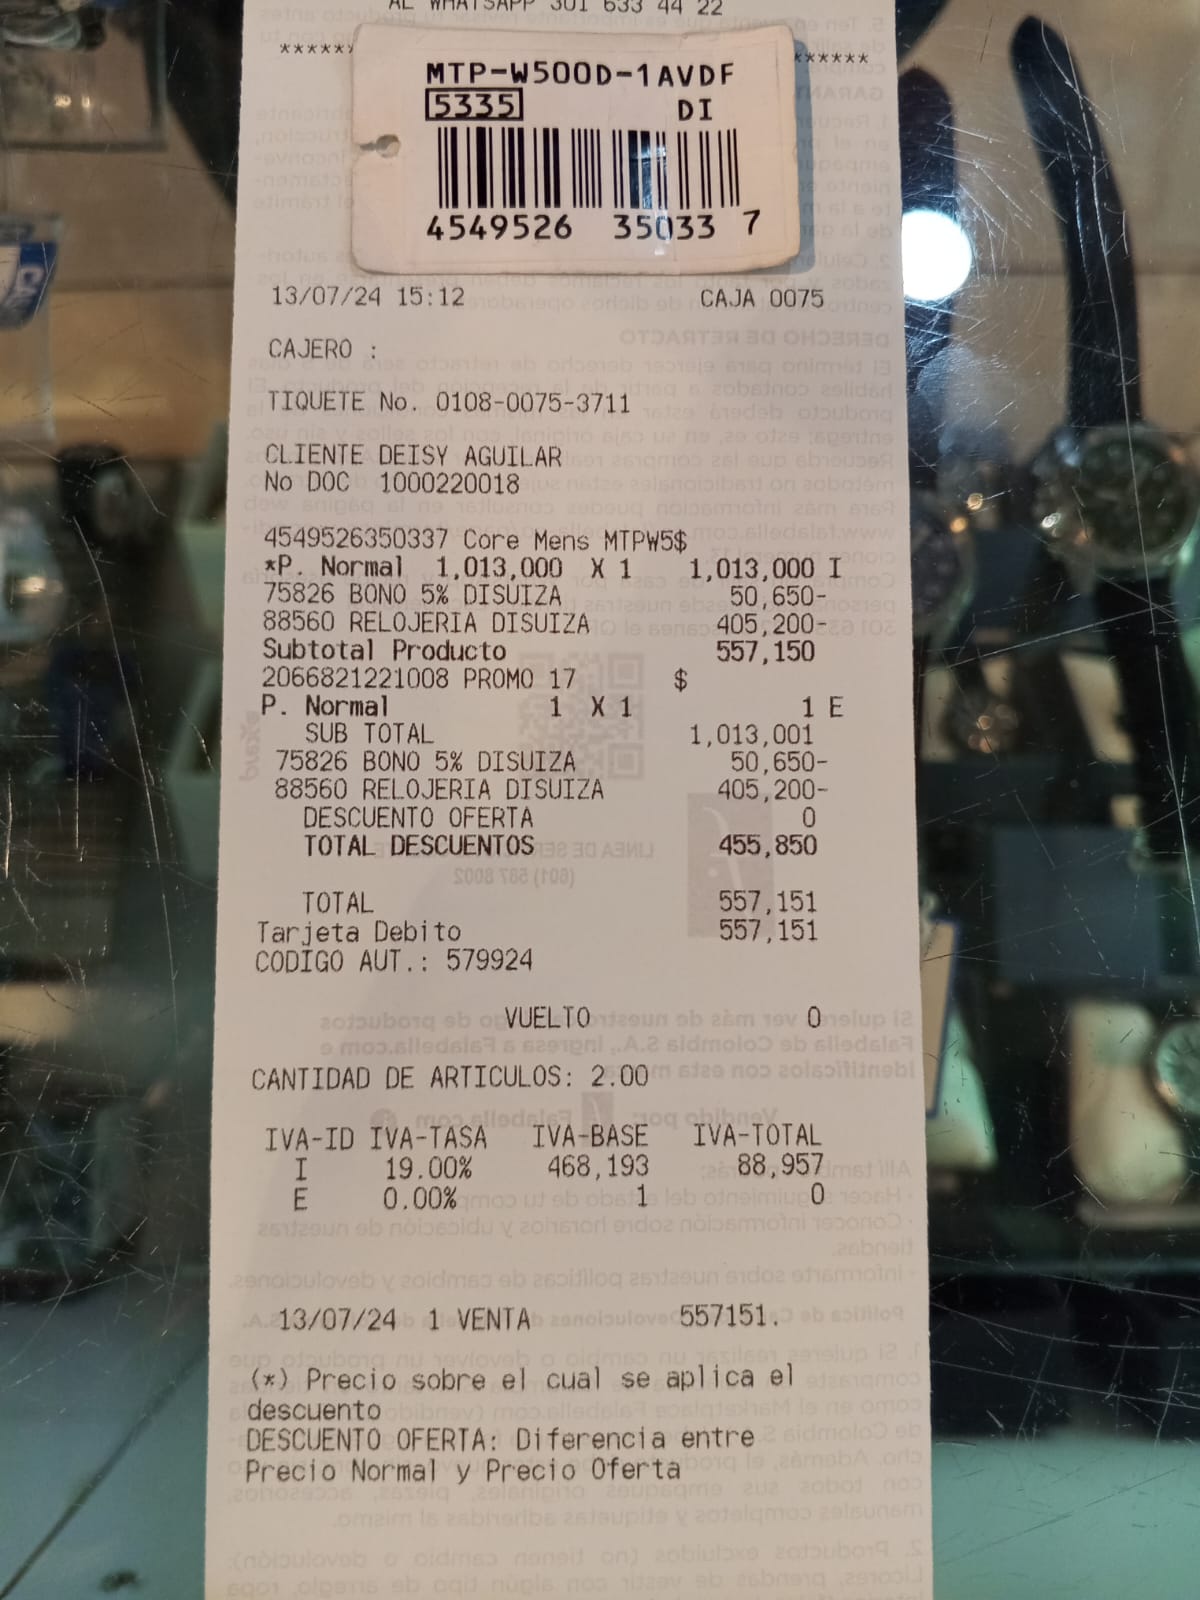 AL WHATSAPP 301 633 44 22
MTP-W500D-1AVDF
5335 DI
4549526 35033 7
13/07/24 15:12 CAJA 0075
CAJERO :
TIQUETE No. 0108-0075-3711
CLIENTE DEISY AGUILAR
No DOC 1000220018
4549526350337 Core Mens MTPW5$
*P. Normal 1,013,000 X 1 1,013,000 I
75826 BONO 5% DISUIZA 50,650-
88560 RELOJERIA DISUIZA 405,200-
Subtotal Producto 557,150
2066821221008 PROMO 17 $
P. Normal 1 X 1 1 E
SUB TOTAL 1,013,001
75826 BONO 5% DISUIZA 50,650-
88560 RELOJERIA DISUIZA 405,200-
DESCUENTO OFERTA 0
TOTAL DESCUENTOS 455,850
TOTAL 557,151
Tarjeta Debito 557,151
CODIGO AUT.: 579924
VUELTO 0
CANTIDAD DE ARTICULOS: 2.00
IVA-ID IVA-TASA IVA-BASE IVA-TOTAL
I 19.00% 468,193 88,957
E 0.00% 1 0
13/07/24 1 VENTA 557151.
(*) Precio sobre el cual se aplica el
descuento
DESCUENTO OFERTA: Diferencia entre
Precio Normal y Precio Oferta